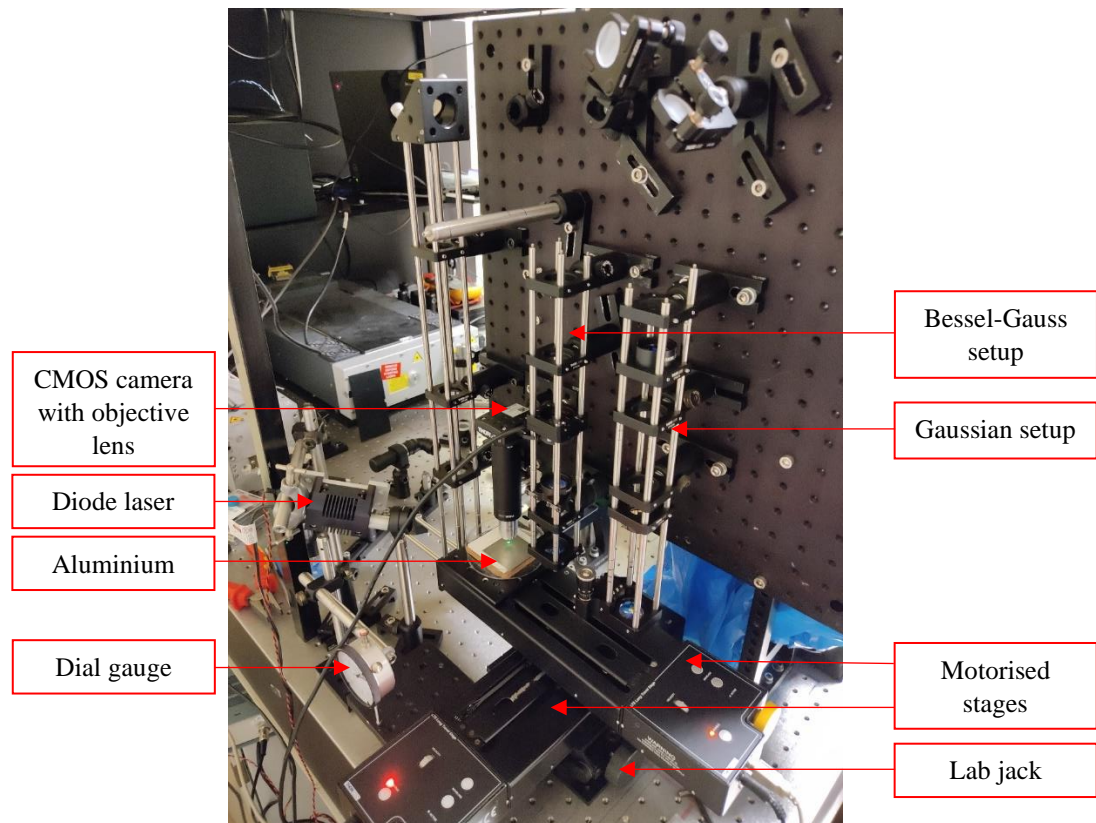 Bessel-Gauss
setup
CMOS camera
with objective
lens
Gaussian setup
Diode laser
Aluminium
Dial gauge
Motorised
stages
Lab jack